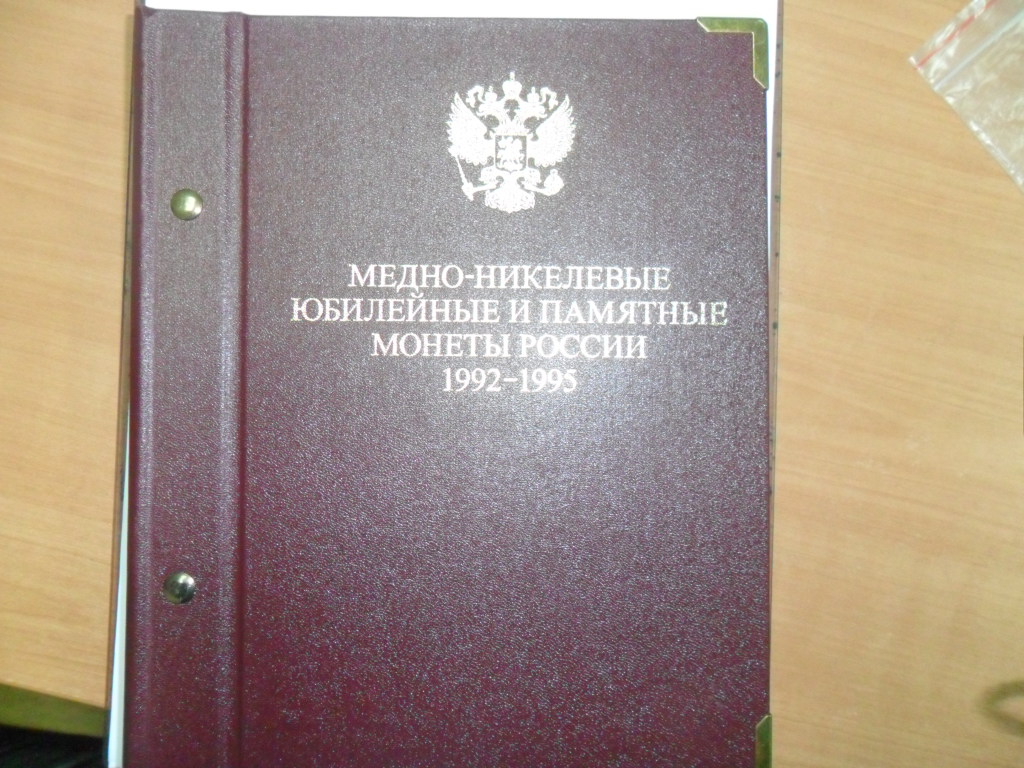 МЕДНО-НИКЕЛЕВЫЕ
ЮБИЛЕЙНЫЕ И ПАМЯТНЫЕ
МОНЕТЫ РОССИИ
1992–1995